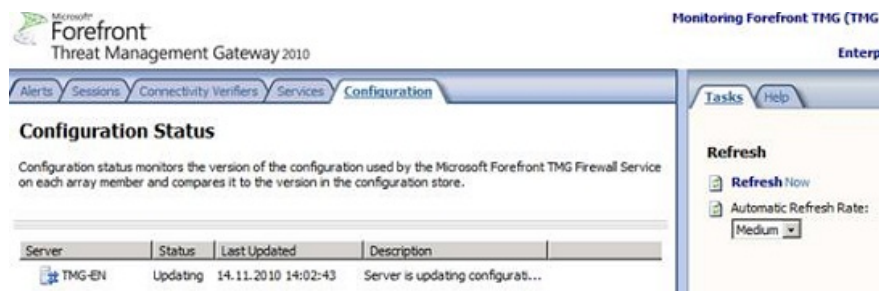 Microsoft
Forefront
Threat Management Gateway 2010
Monitoring Forefront TMG (TMG
Enterp
Alerts Sessions Connectivity Verifiers Services Configuration
Configuration Status
Configuration status monitors the version of the configuration used by the Microsoft Forefront TMG Firewall Service
on each array member and compares it to the version in the configuration store.
Server Status Last Updated Description
TMG-EN Updating 14.11.2010 14:02:43 Server is updating configurati...
Tasks Help
Refresh
Refresh Now
Automatic Refresh Rate:
Medium